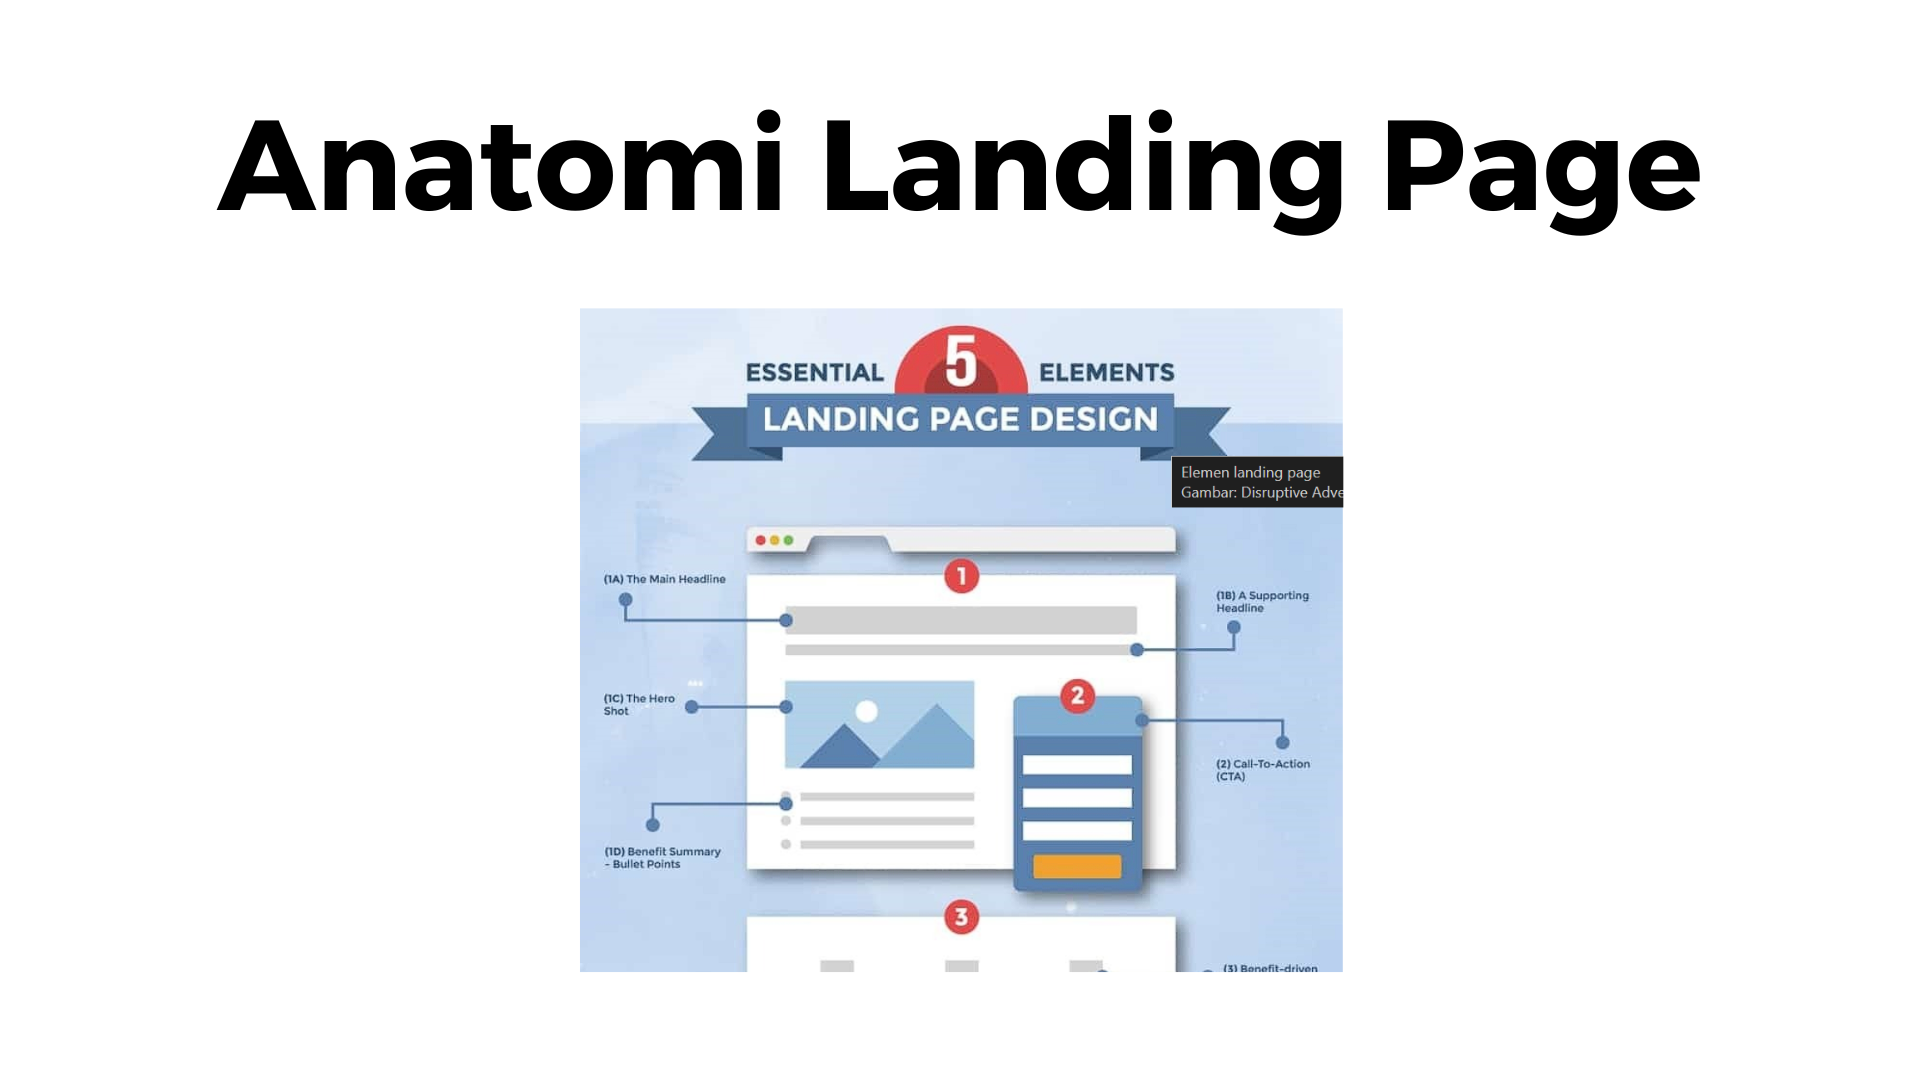 Anatomi Landing Page
ESSENTIAL 5 ELEMENTS
LANDING PAGE DESIGN
Elemen landing page
Gambar: Disruptive Adve
1
(1A) The Main Headline
(1B) A Supporting
Headline
(1C) The Hero
Shot
2
(2) Call-To-Action
(CTA)
(1D) Benefit Summary
- Bullet Points
3
(3) Benefit-driven